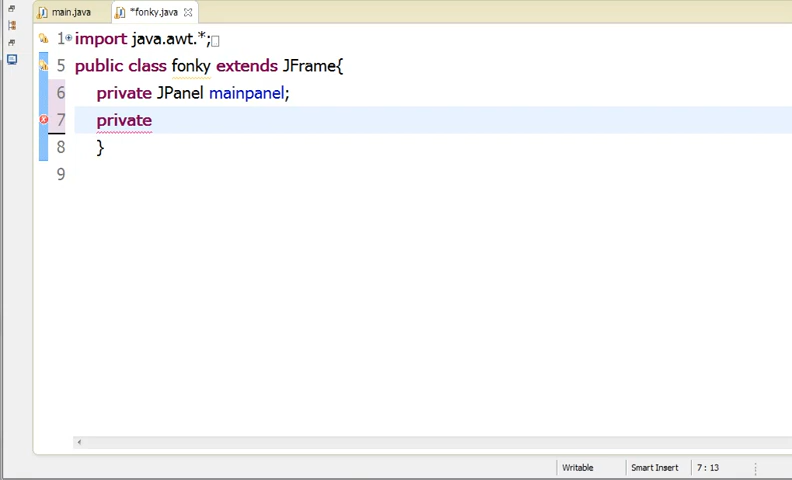 main.java *fonky.java
1 import java.awt.*;
5 public class fonky extends JFrame{
6 private JPanel mainpanel;
7 private
8 }
9
Writable Smart Insert 7 : 13